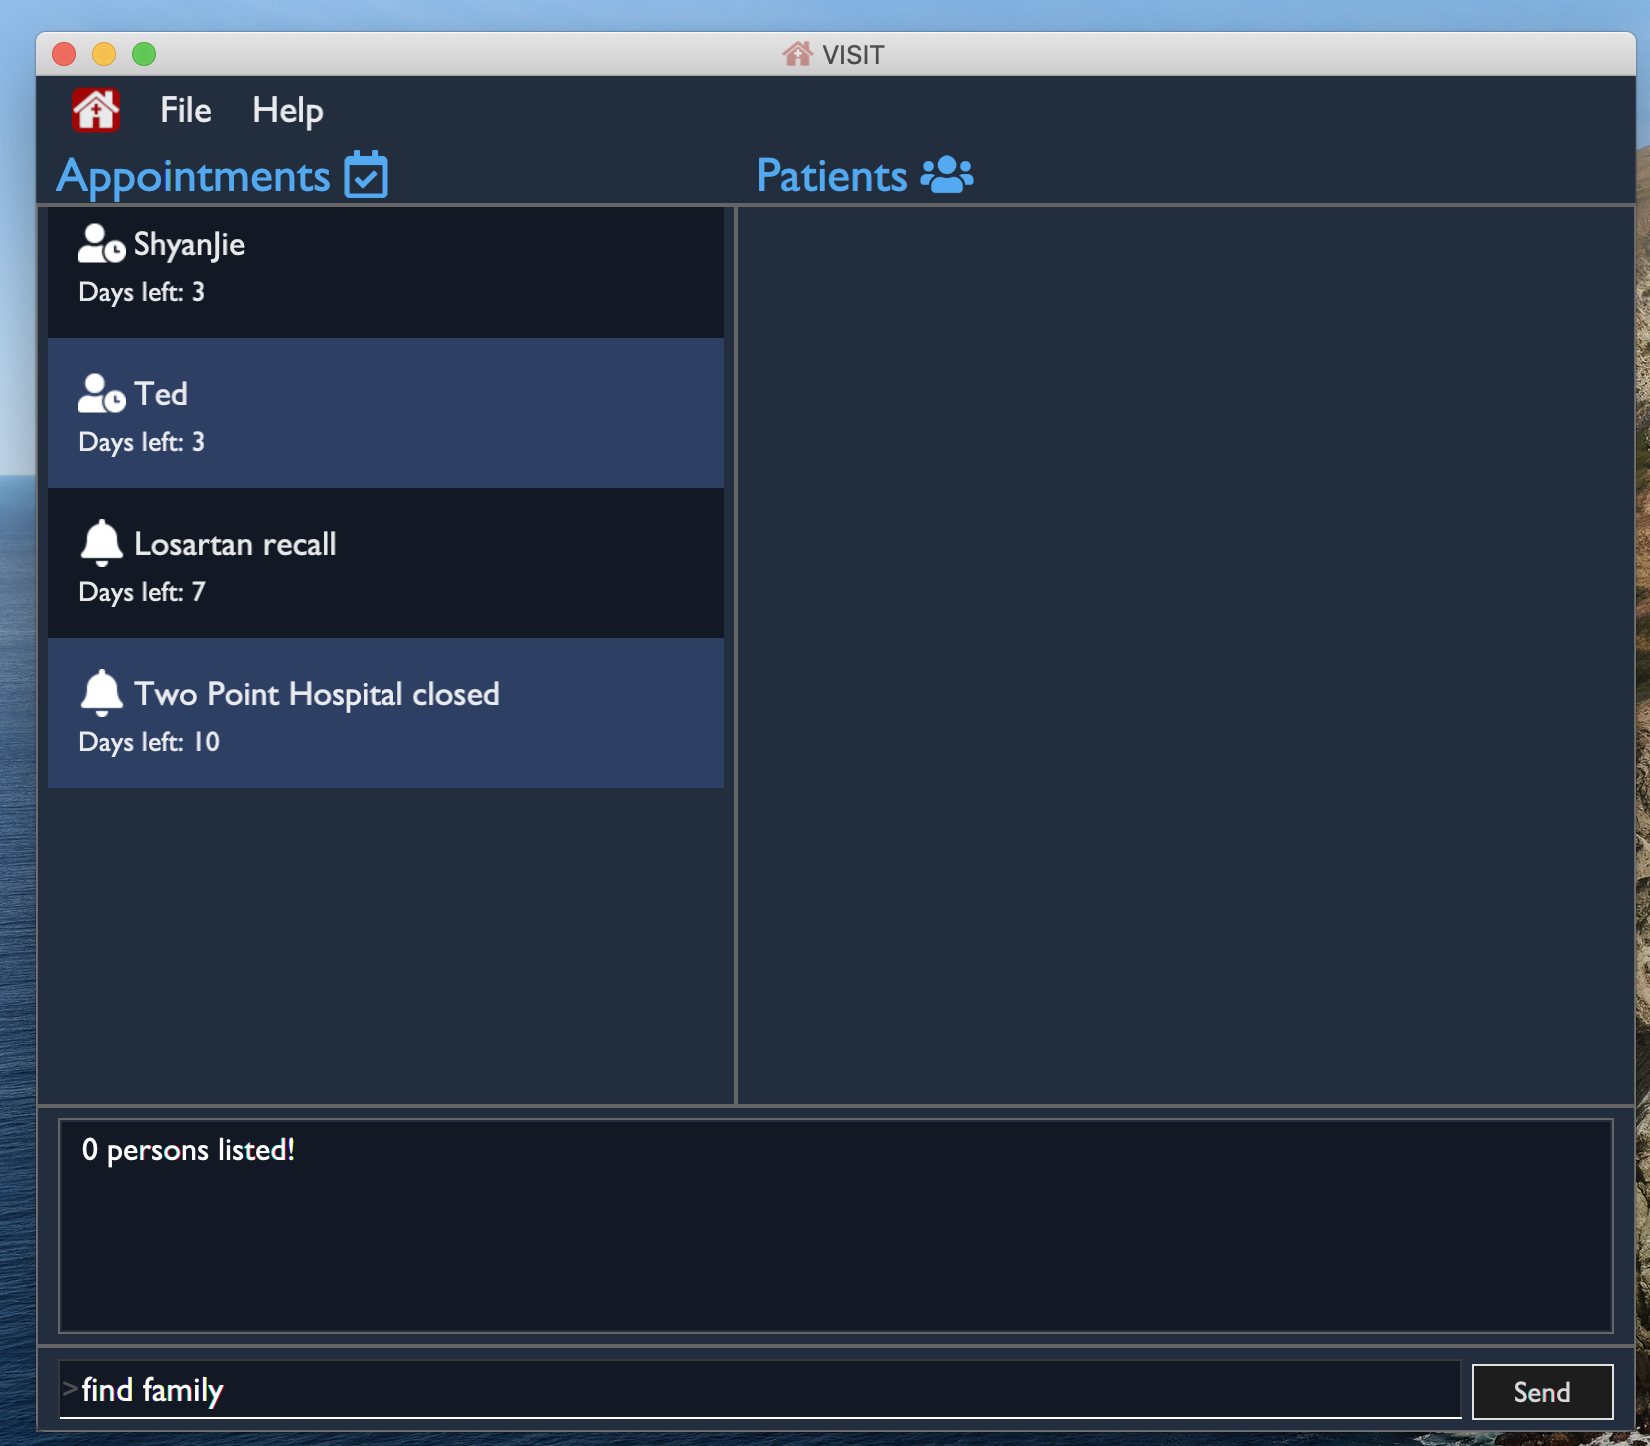 VISIT
File Help
Appointments
Patients
ShyanJie
Days left: 3
Ted
Days left: 3
Losartan recall
Days left: 7
Two Point Hospital closed
Days left: 10
0 persons listed!
>find family
Send